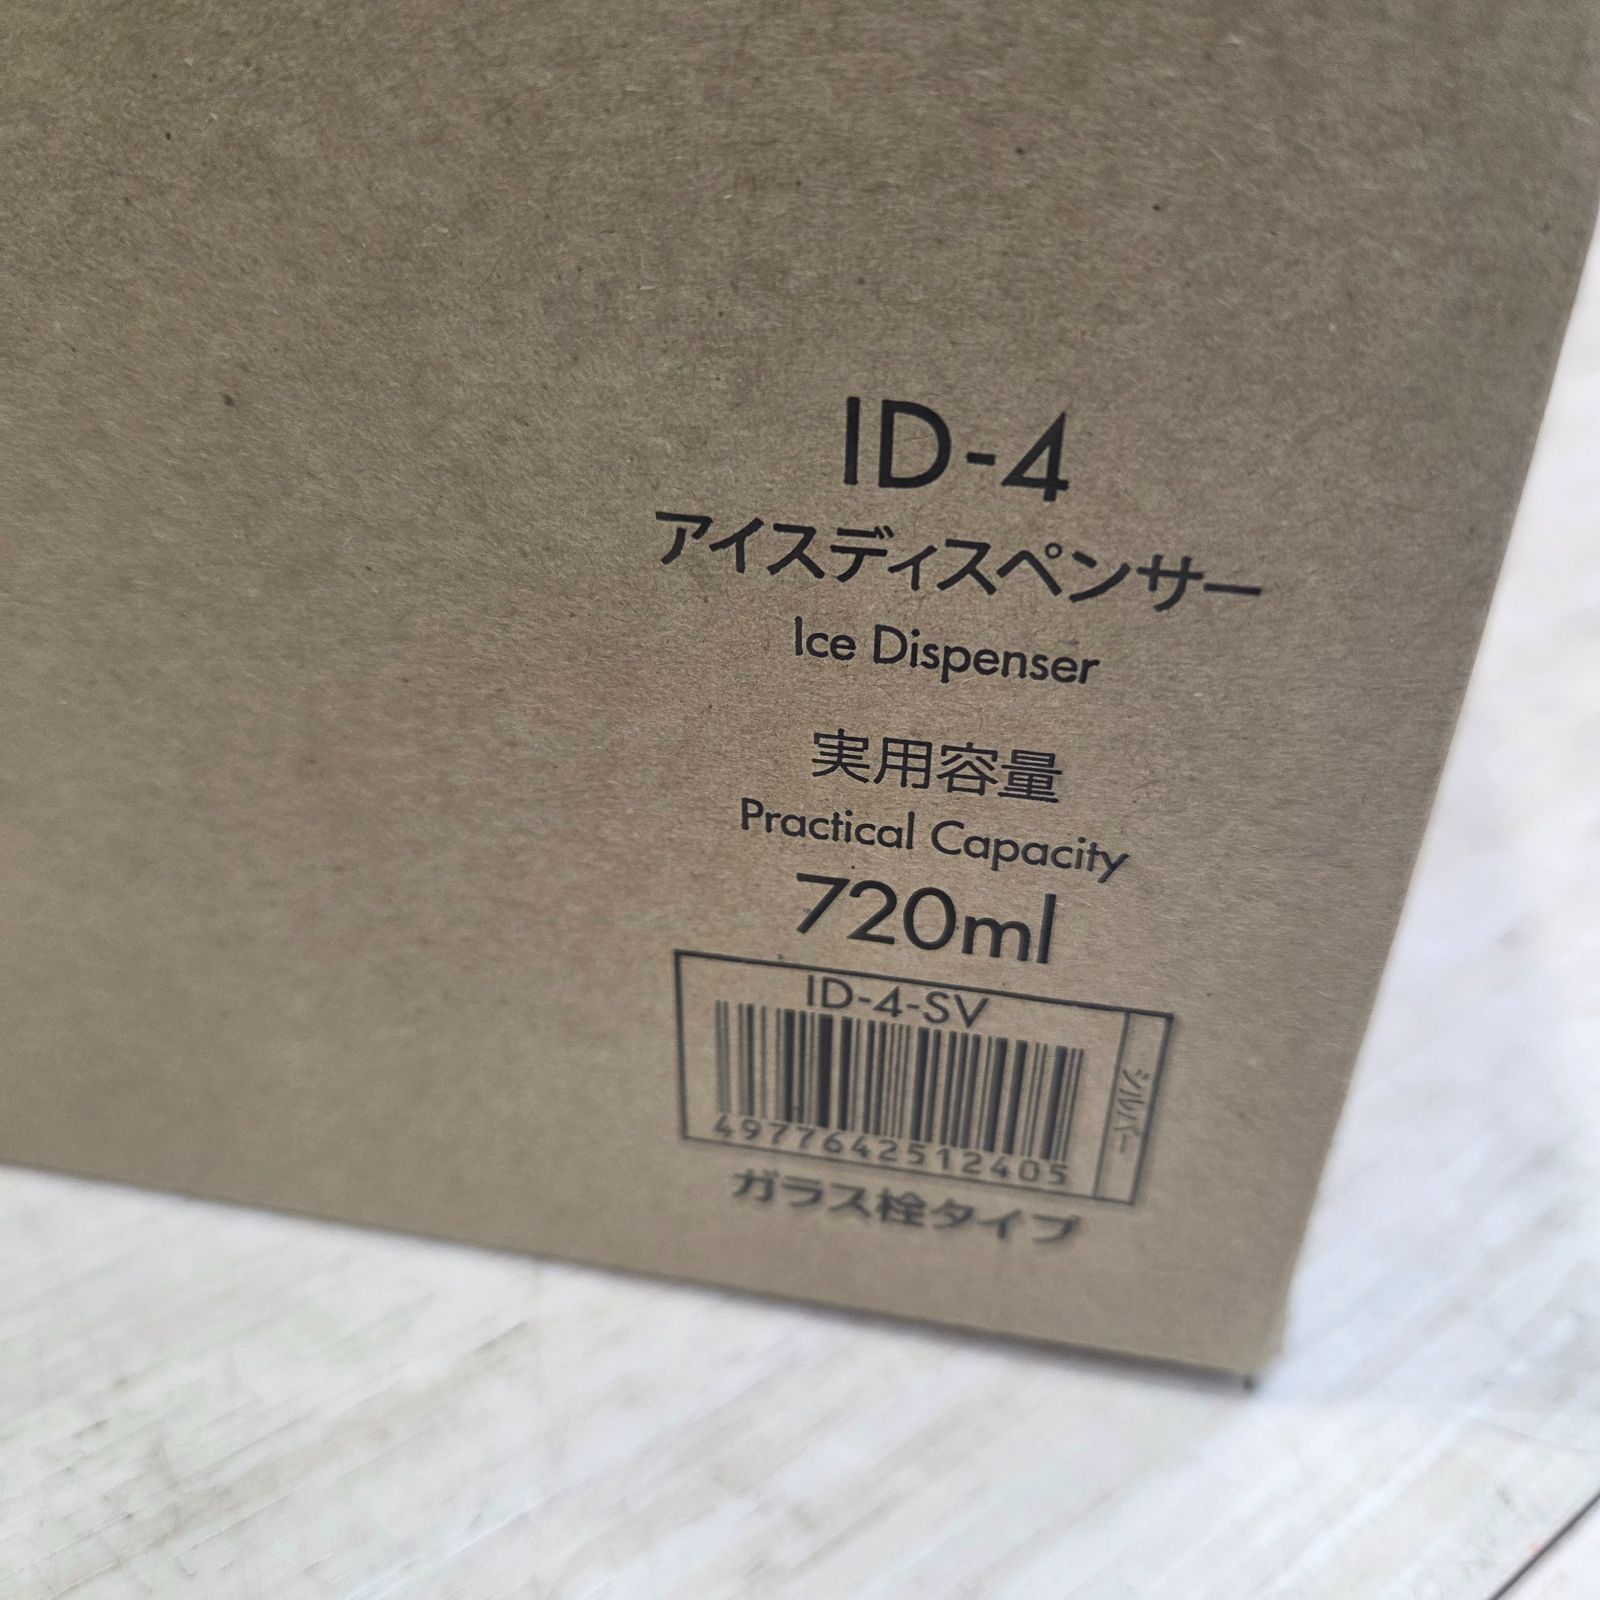 ID-4
アイスディスペンサー
Ice Dispenser
実用容量
Practical Capacity
720ml
ID-4-SV
シルバー
4977642512405
ガラス栓タイプ